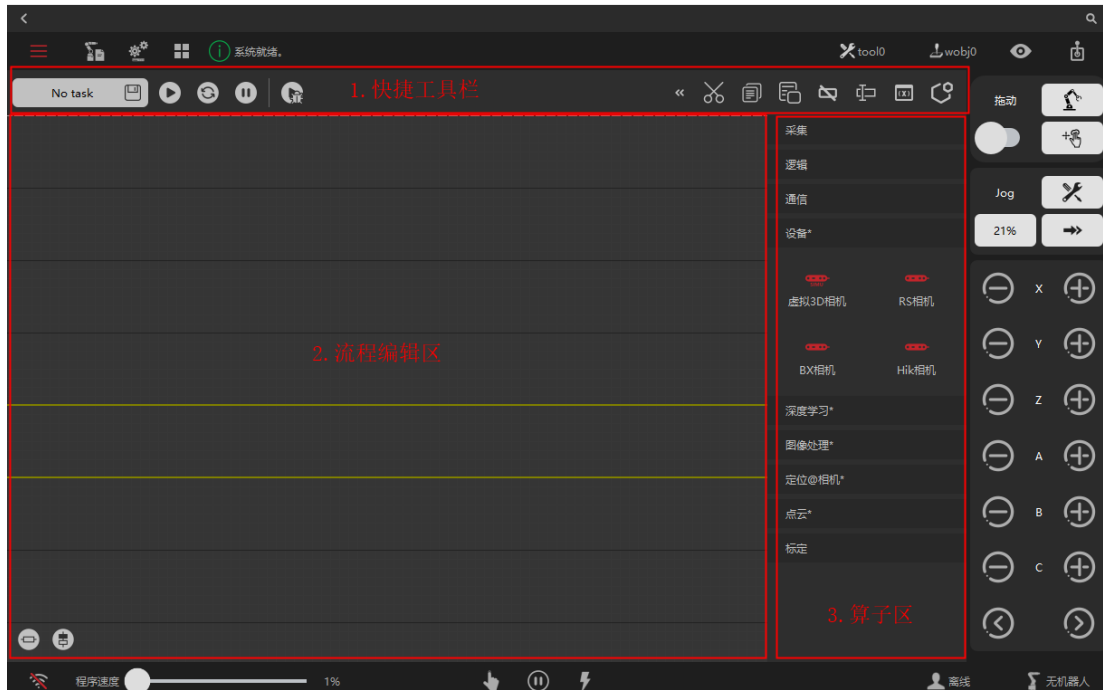 系统就绪。
tool0
wobj0
No task
1.快捷工具栏
拖动
采集
逻辑
通信
设备*
虚拟3D相机
RS相机
BX相机
Hik相机
深度学习*
图像处理*
定位@相机*
点云*
标定
2.流程编辑区
3.算子区
Jog
21%
X
Y
Z
A
B
C
程序速度
1%
离线
无机器人